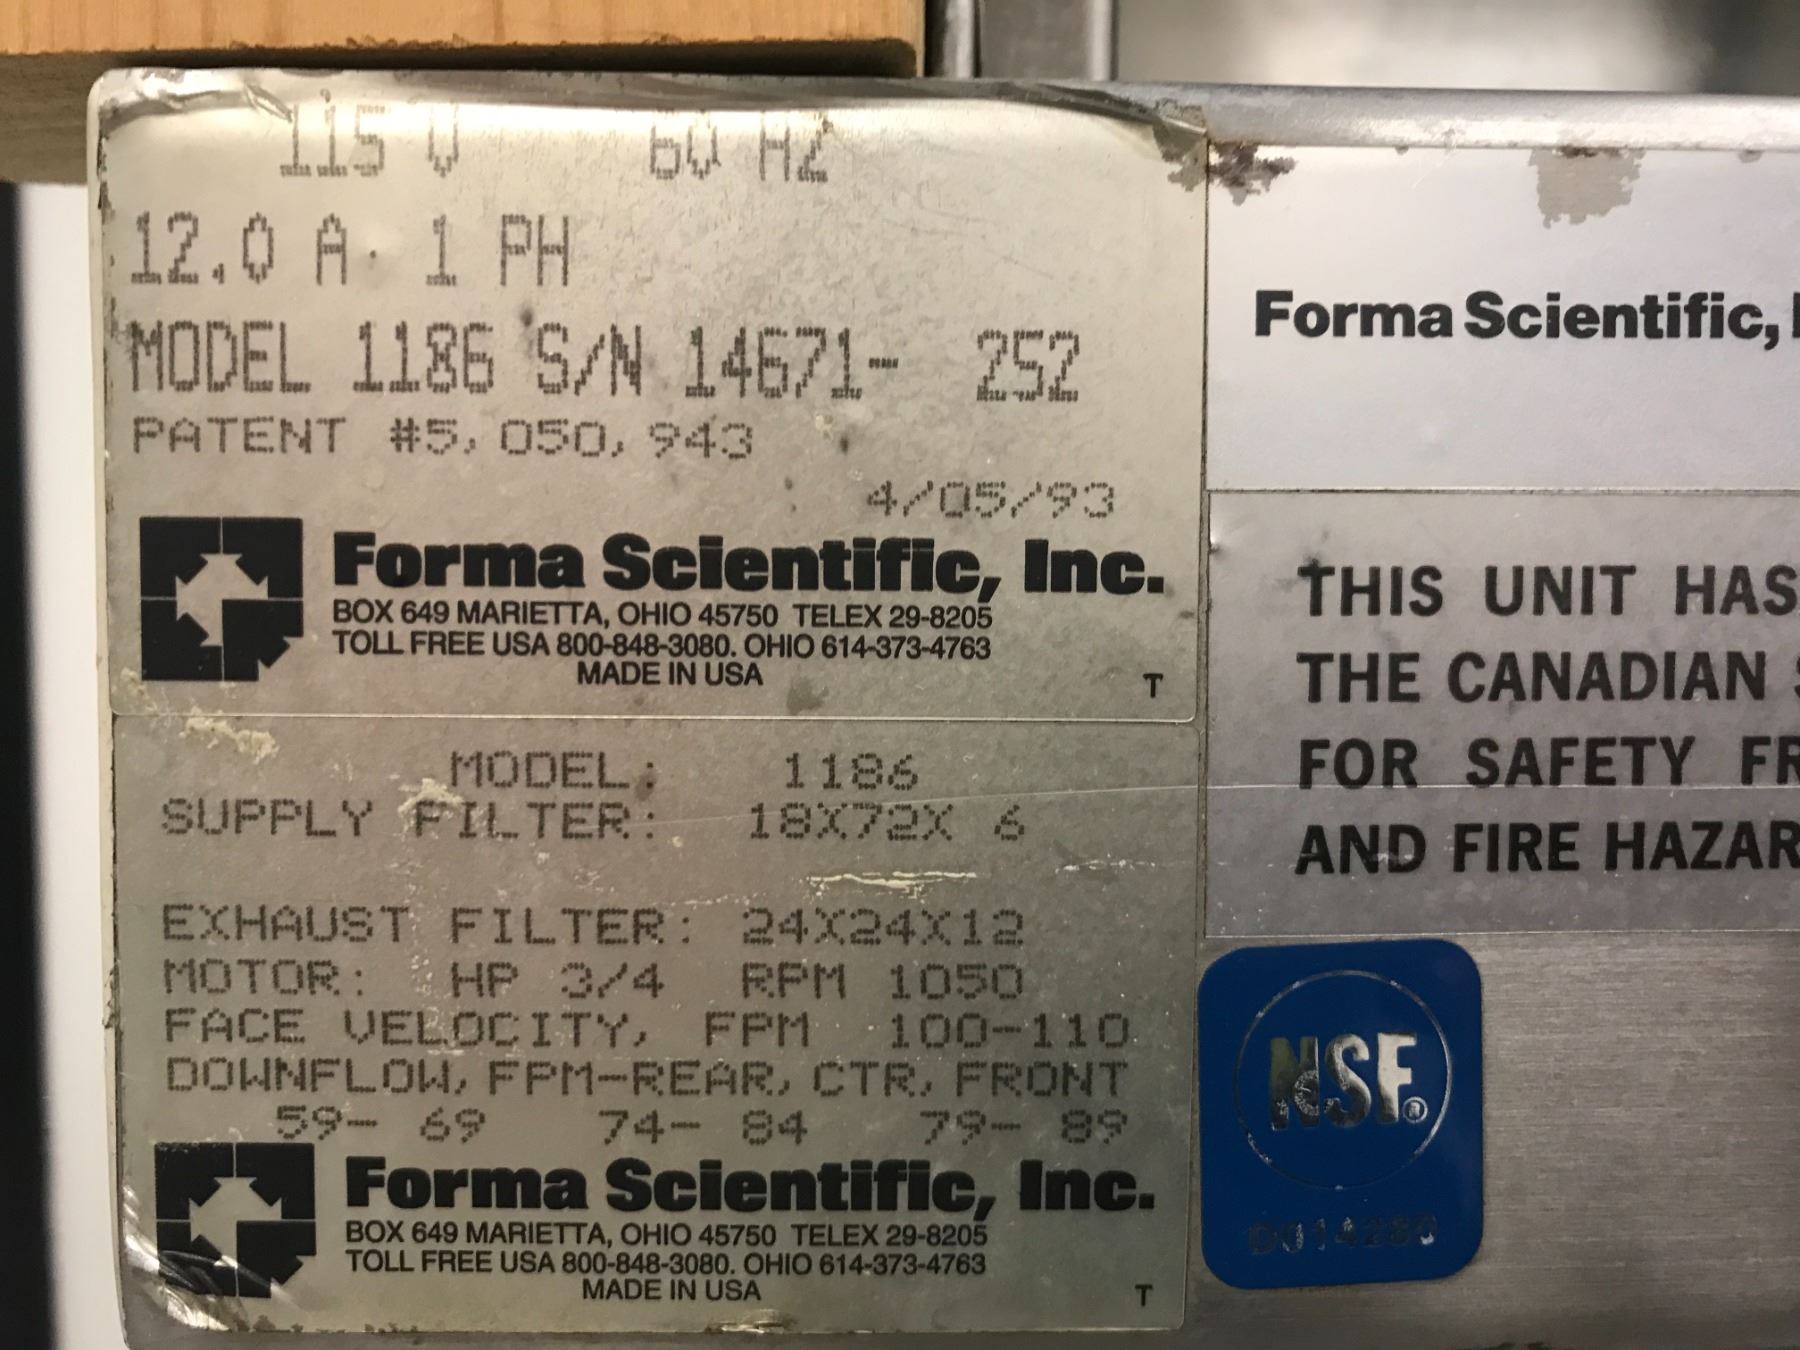 115 V 60 HZ
12.0 A. 1 PH
MODEL 1186 S/N 14671- 252
PATENT #5,050,943
4/05/93
Forma Scientific, Inc.
BOX 649 MARIETTA, OHIO 45750 TELEX 29-8205
TOLL FREE USA 800-848-3080. OHIO 614-373-4763
MADE IN USA
T
MODEL: 1186
SUPPLY FILTER: 18X72X 6
EXHAUST FILTER: 24X24X12
MOTOR: HP 3/4 RPM 1050
FACE VELOCITY, FPM 100-110
DOWNFLOW, FPM-REAR, CTR, FRONT
59- 69 74- 84 79- 89
Forma Scientific, Inc.
BOX 649 MARIETTA, OHIO 45750 TELEX 29-8205
TOLL FREE USA 800-848-3080. OHIO 614-373-4763
MADE IN USA
T
Forma Scientific,
THIS UNIT HAS
THE CANADIAN
FOR SAFETY FR
AND FIRE HAZAR
NSF®